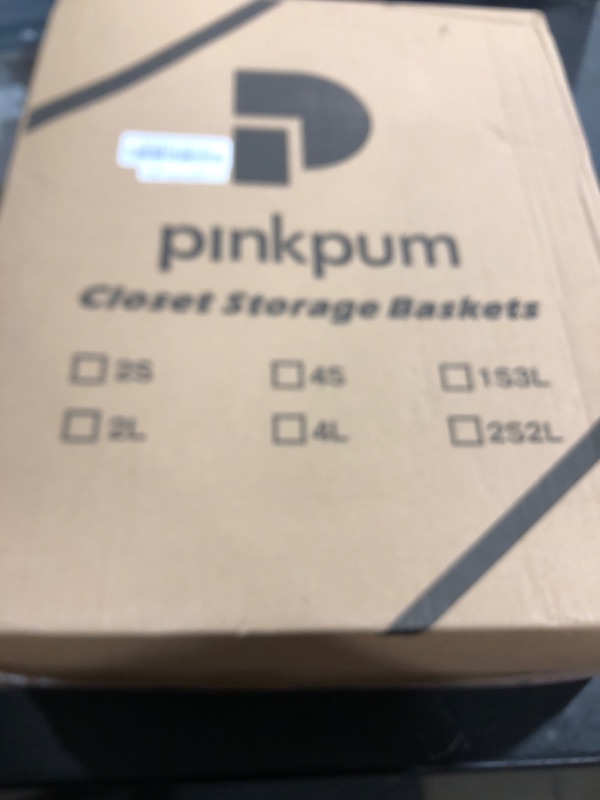 pinkpum
Closet Storage Baskets
2S 4S 1S3L
2L 4L 2S2L